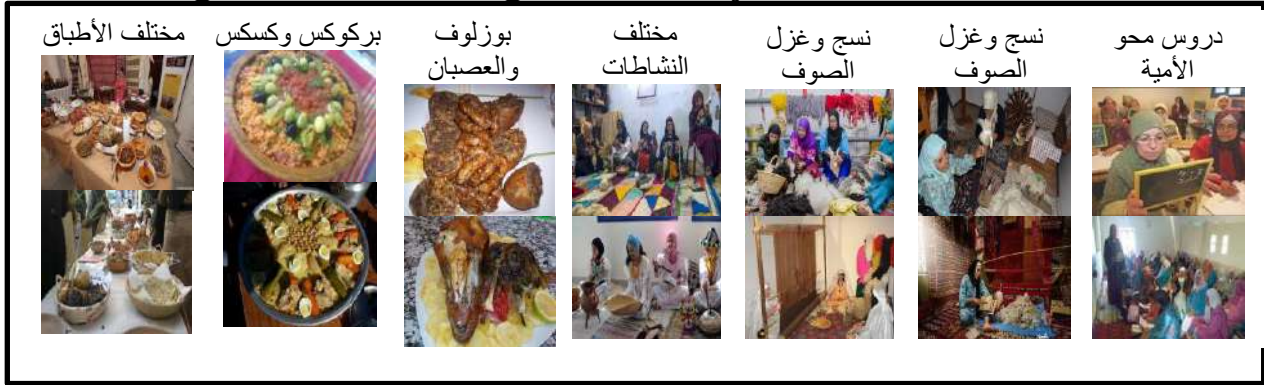 دروس محو
الأمية
نسج وغزل
الصوف
نسج وغزل
الصوف
مختلف
النشاطات
بوزلوف
والعصبان
بركوكس وكسكس
مختلف الأطباق